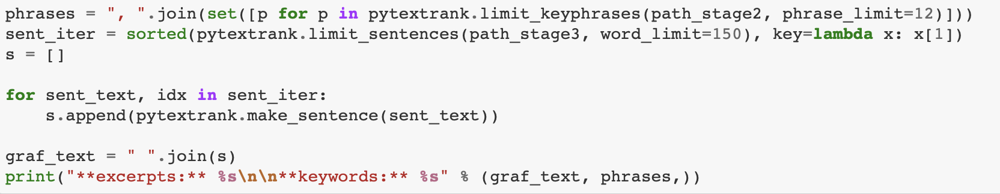 phrases = ", ".join(set([p for p in pytextrank.limit_keyphrases(path_stage2, phrase_limit=12)]))
sent_iter = sorted(pytextrank.limit_sentences(path_stage3, word_limit=150), key=lambda x: x[1])
s = []

for sent_text, idx in sent_iter:
    s.append(pytextrank.make_sentence(sent_text))

graf_text = " ".join(s)
print("**excerpts:** %s\n\n**keywords:** %s" % (graf_text, phrases,))